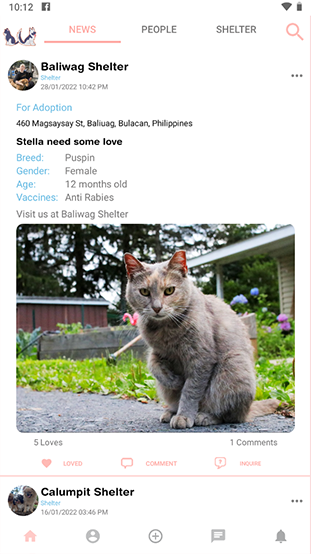 10:12
NEWS PEOPLE SHELTER
Baliwag Shelter
Shelter
28/01/2022 10:42 PM
For Adoption
460 Magsaysay St, Baliuag, Bulacan, Philippines
Stella need some love
Breed: Puspin
Gender: Female
Age: 12 months old
Vaccines: Anti Rabies
Visit us at Baliwag Shelter
5 Loves 1 Comments
LOVED COMMENT INQUIRE
Calumpit Shelter
Shelter
16/01/2022 03:46 PM